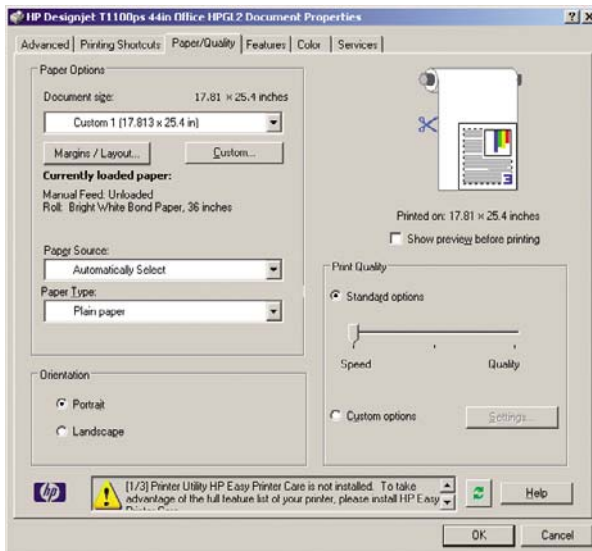 HP Designjet T1100ps 44in Office HPGL2 Document Properties
Advanced Printing Shortcuts Paper/Quality Features Color Services
Paper Options
Document size: 17.81 × 25.4 inches
Custom 1 (17.813 x 25.4 in)
Margins / Layout... Custom...
Currently loaded paper:
Manual Feed: Unloaded
Roll: Bright White Bond Paper, 36 inches
Paper Source:
Automatically Select
Paper Type:
Plain paper
Orientation
Portrait
Landscape
3
Printed on: 17.81 × 25.4 inches
Show preview before printing
Print Quality
Standard options
Speed Quality
Custom options Settings...
hp
[1/3] Printer Utility HP Easy Printer Care is not installed. To take
advantage of the full feature list of your printer, please install HP Easy
Printer Care
Help
OK Cancel